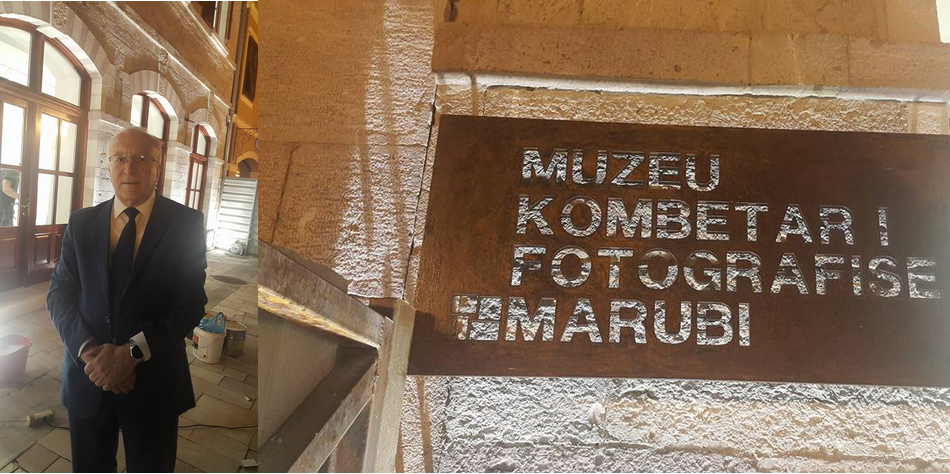 MUZEU
KOMBETAR I
FOTOGRAFISE
MARUBI